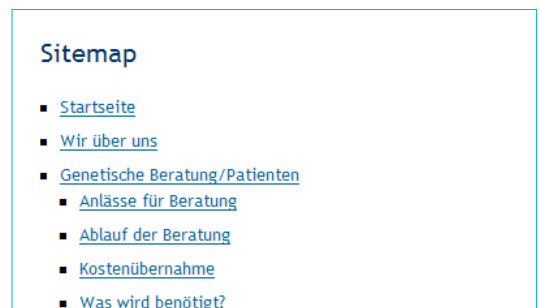 Sitemap
Startseite
Wir über uns
Genetische Beratung/Patienten
Anlässe für Beratung
Ablauf der Beratung
Kostenübernahme
Was wird benötigt?